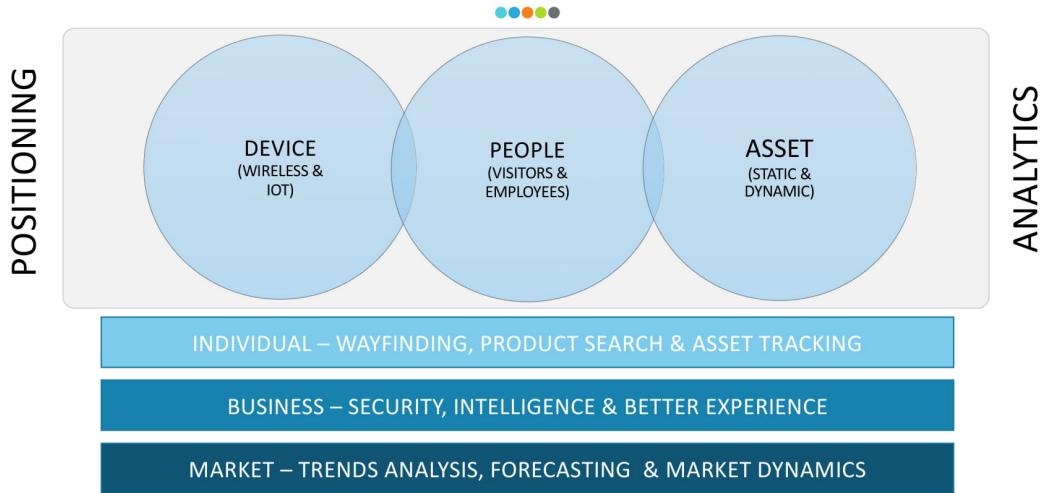 POSITIONING
DEVICE
(WIRELESS &
IOT)
PEOPLE
(VISITORS &
EMPLOYEES)
ASSET
(STATIC &
DYNAMIC)
ANALYTICS
INDIVIDUAL – WAYFINDING, PRODUCT SEARCH & ASSET TRACKING
BUSINESS – SECURITY, INTELLIGENCE & BETTER EXPERIENCE
MARKET – TRENDS ANALYSIS, FORECASTING & MARKET DYNAMICS